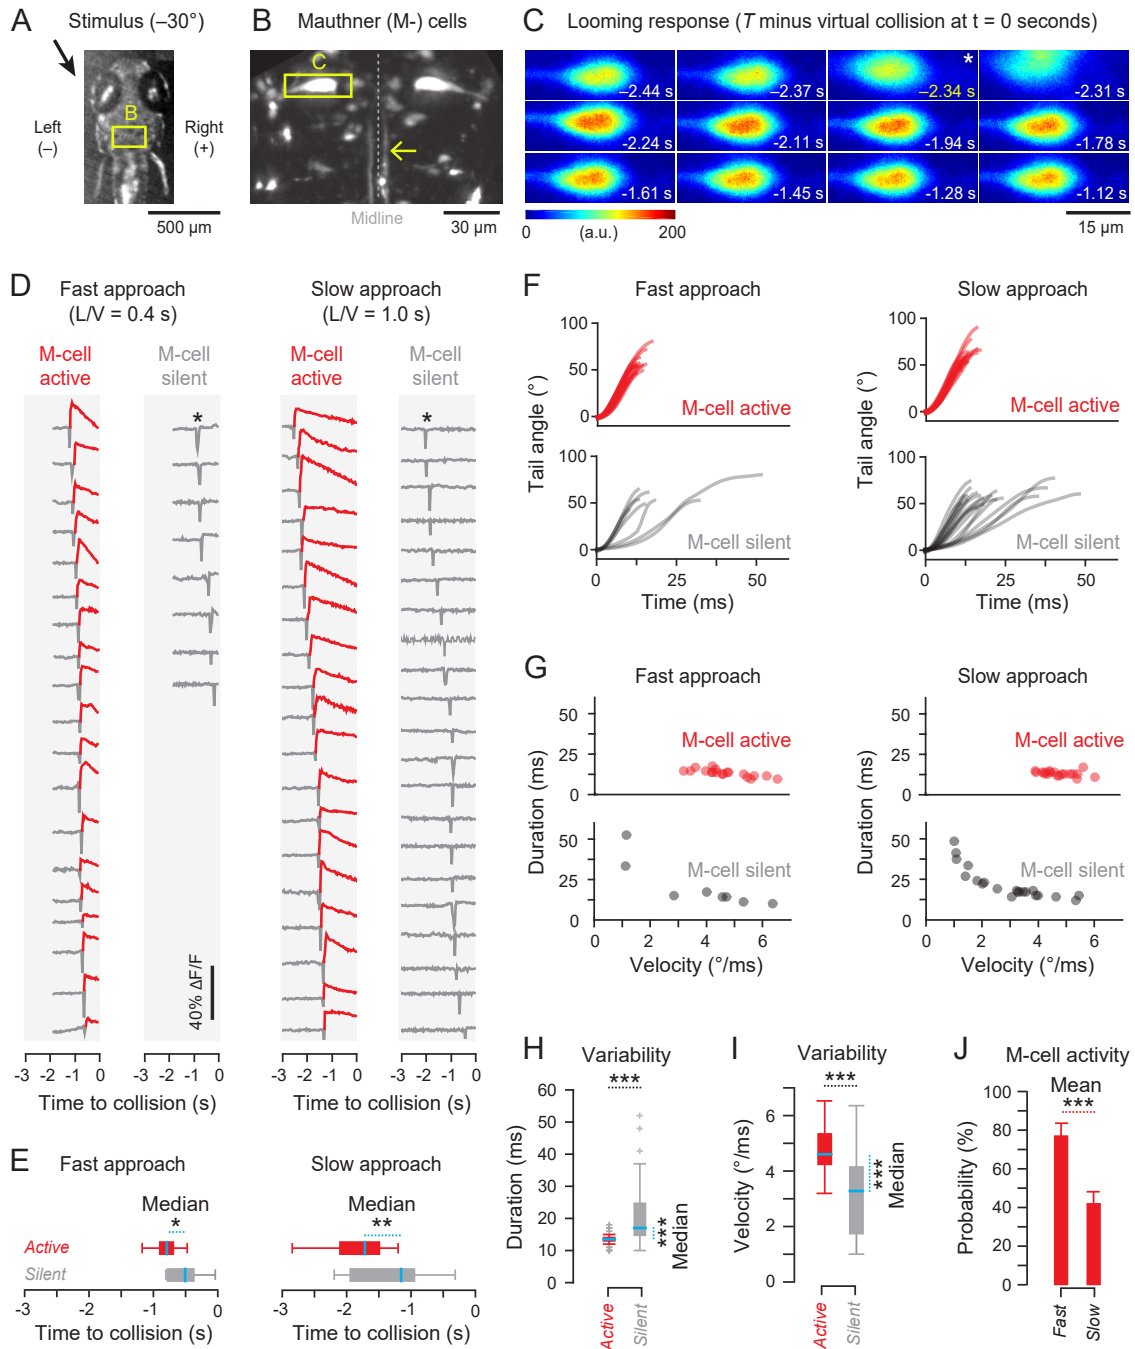 A Stimulus (–30°)
B Mauthner (M-) cells
C Looming response (T minus virtual collision at t = 0 seconds)
B
Left
(–)
Right
(+)
500 µm
C
Midline
30 µm
–2.44 s
–2.37 s
*
–2.34 s
-2.31 s
-2.24 s
-2.11 s
-1.94 s
-1.78 s
-1.61 s
-1.45 s
-1.28 s
-1.12 s
0 (a.u.) 200
15 µm
D
Fast approach
(L/V = 0.4 s)
Slow approach
(L/V = 1.0 s)
M-cell
active
M-cell
silent
M-cell
active
M-cell
silent
*
*
40% ΔF/F
-3 -2 -1 0
-3 -2 -1 0
-3 -2 -1 0
-3 -2 -1 0
Time to collision (s)
Time to collision (s)
E
Fast approach
Slow approach
Median
*
Median
**
Active
Silent
-3 -2 -1 0
Time to collision (s)
-3 -2 -1 0
Time to collision (s)
F
Fast approach
Slow approach
Tail angle (°)
100
50
0
M-cell active
100
50
0
M-cell silent
0 25 50
Time (ms)
Tail angle (°)
100
50
0
M-cell active
100
50
0
M-cell silent
0 25 50
Time (ms)
G
Fast approach
Slow approach
Duration (ms)
50
25
0
M-cell active
50
25
0
M-cell silent
0 2 4 6
Velocity (°/ms)
Duration (ms)
50
25
0
M-cell active
50
25
0
M-cell silent
0 2 4 6
Velocity (°/ms)
H
Variability
***
Duration (ms)
60
50
40
30
20
10
0
***
Median
Active
Silent
I
Variability
***
Velocity (°/ms)
6
4
2
0
***
Median
Active
Silent
J
M-cell activity
Mean
***
Probability (%)
100
80
60
40
20
0
Fast
Slow